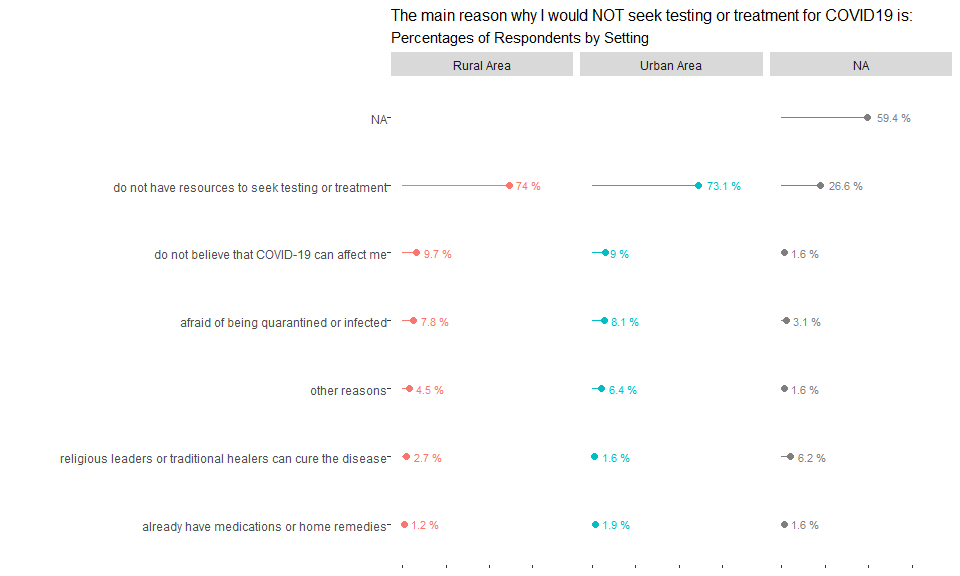 The main reason why I would NOT seek testing or treatment for COVID19 is:
Percentages of Respondents by Setting
Rural Area Urban Area NA
NA 59.4 %
do not have resources to seek testing or treatment 74 % 73.1 % 26.6 %
do not believe that COVID-19 can affect me 9.7 % 9 % 1.6 %
afraid of being quarantined or infected 7.8 % 8.1 % 3.1 %
other reasons 4.5 % 6.4 % 1.6 %
religious leaders or traditional healers can cure the disease 2.7 % 1.6 % 6.2 %
already have medications or home remedies 1.2 % 1.9 % 1.6 %